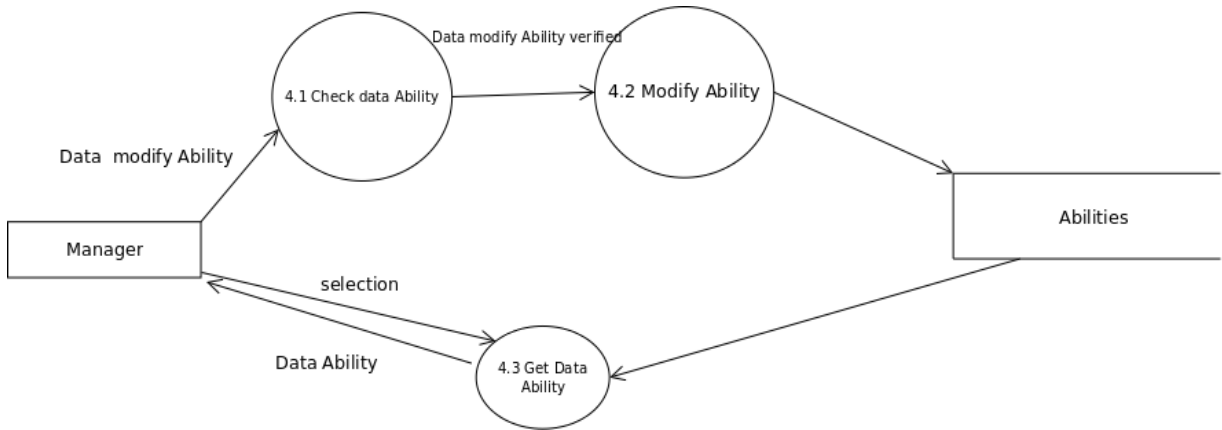 Data modify Ability verified
4.1 Check data Ability
4.2 Modify Ability
Data  modify Ability
Abilities
Manager
selection
Data Ability
4.3 Get Data
Ability